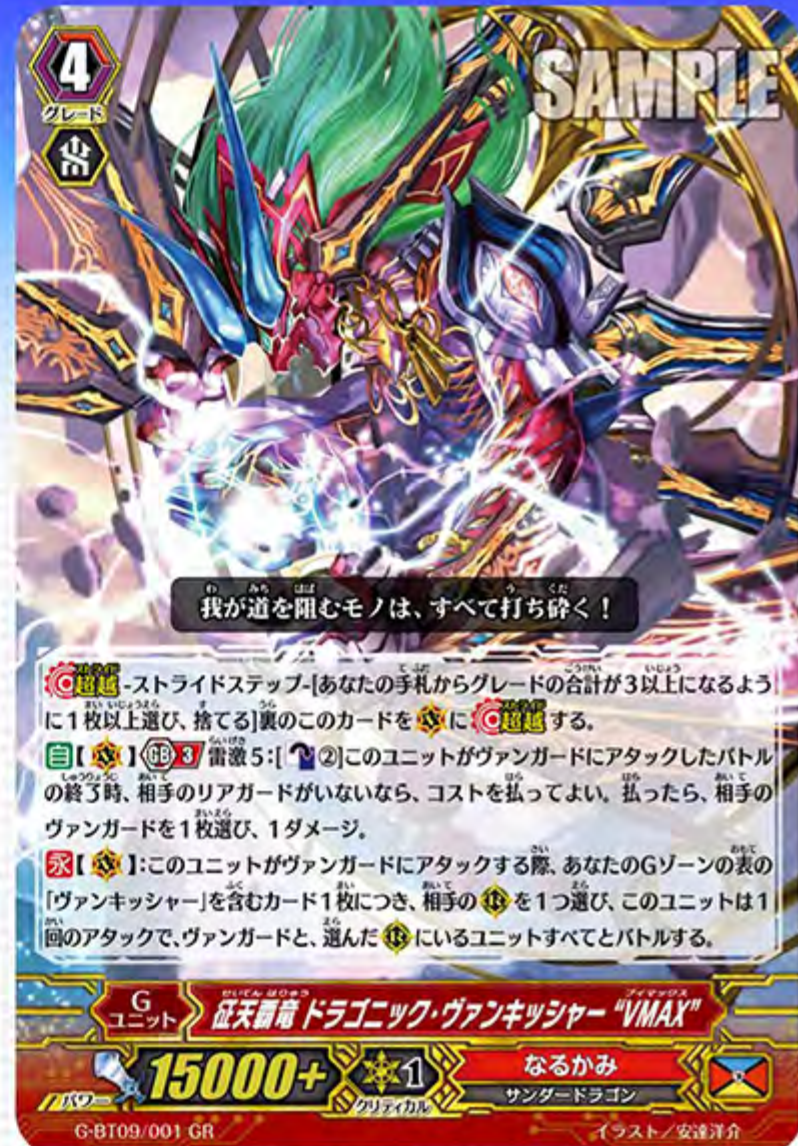 4
グレード
SAMPLE
我が道を阻むモノは、すべて打ち砕く！
超越 -ストライドステップ-[あなたの手札からグレードの合計が3以上になるよう
に1枚以上選び、捨てる]裏のこのカードを に 超越 する。
自【 】GB 3 雷激5:[ ②]このユニットがヴァンガードにアタックしたバトル
の終了時、相手のリアガードがいないなら、コストを払ってよい。払ったら、相手の
ヴァンガードを1枚選び、1ダメージ。
永【 】:このユニットがヴァンガードにアタックする際、あなたのGゾーンの表の
「ヴァンキッシャー」を含むカード1枚につき、相手の R を1つ選び、このユニットは1
回のアタックで、ヴァンガードと、選んだ R にいるユニットすべてとバトルする。
G
ユニット
征天覇竜 ドラゴニック・ヴァンキッシャー “VMAX”
パワー 15000+
1
クリティカル
なるかみ
サンダードラゴン
G-BT09/001 GR
イラスト／安達洋介